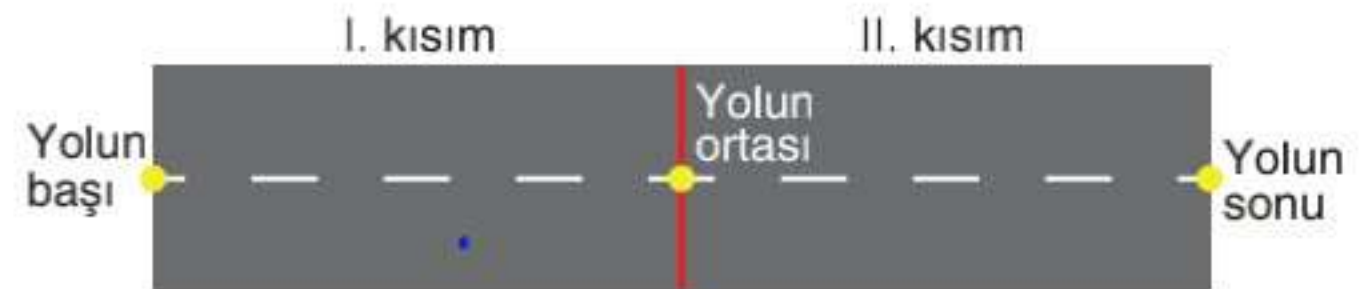 I. kısım
II. kısım
Yolun
başı
Yolun
ortası
Yolun
sonu